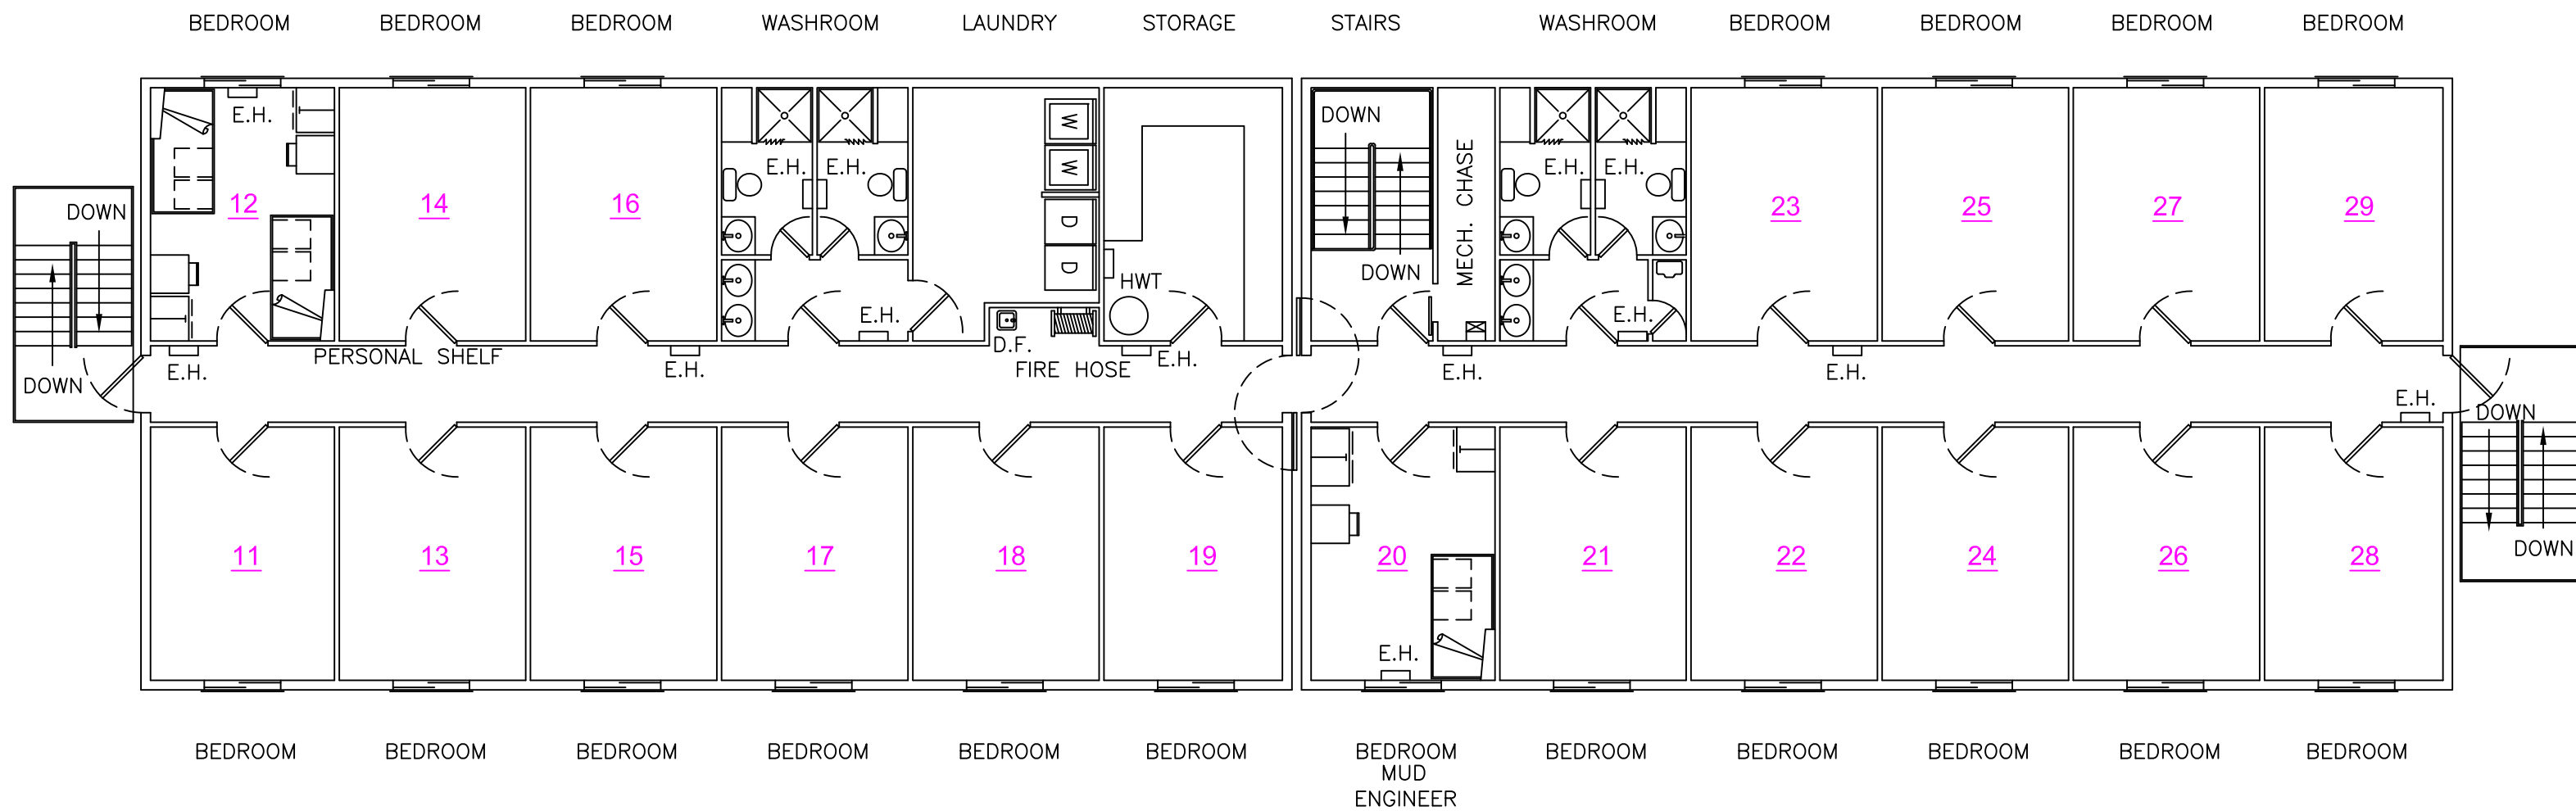 BEDROOM BEDROOM BEDROOM WASHROOM LAUNDRY STORAGE STAIRS WASHROOM BEDROOM BEDROOM BEDROOM BEDROOM
E.H. DOWN
W
W
MECH. CHASE
E.H. E.H. E.H. E.H.
12 14 16 23 25 27 29
DOWN
D
D
DOWN
HWT
E.H. E.H.
D.F.
PERSONAL SHELF
E.H. E.H. FIRE HOSE E.H. E.H. E.H.
DOWN
E.H.
DOWN
DOWN
11 13 15 17 18 19 20 21 22 24 26 28
E.H.
BEDROOM BEDROOM BEDROOM BEDROOM BEDROOM BEDROOM BEDROOM BEDROOM BEDROOM BEDROOM BEDROOM BEDROOM
MUD
ENGINEER